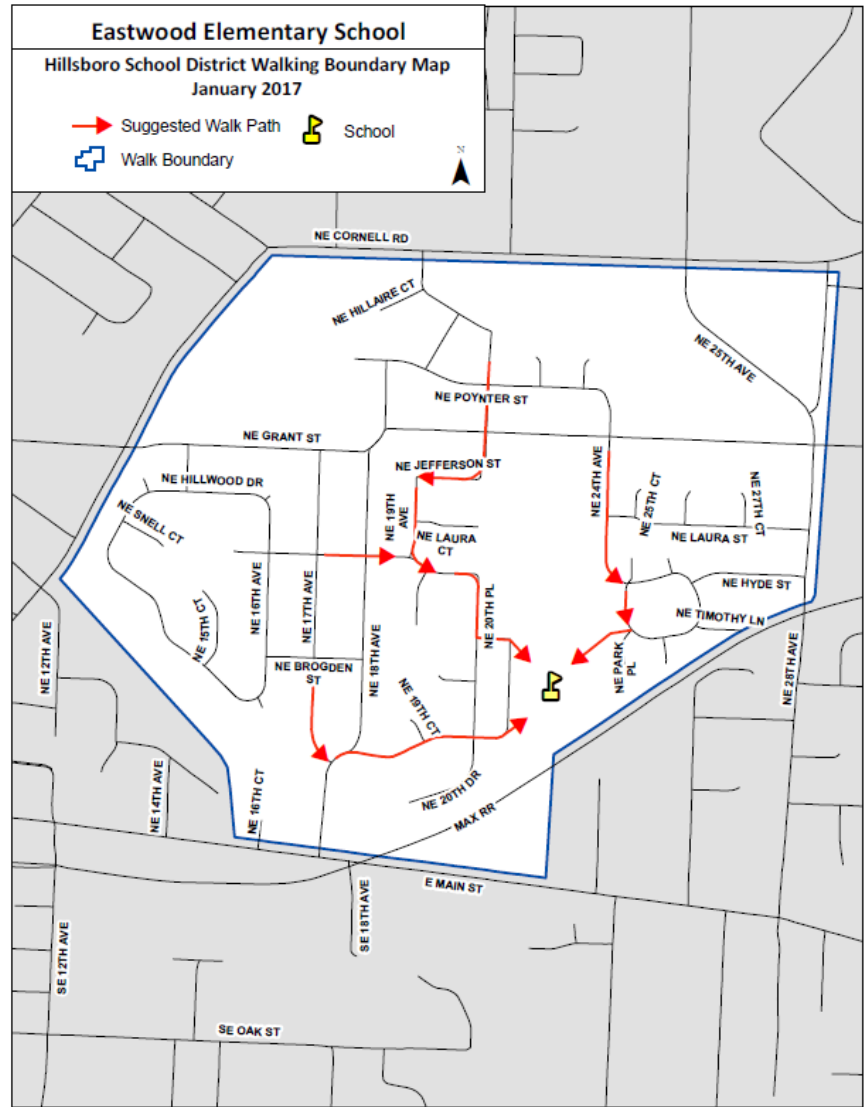 Eastwood Elementary School
Hillsboro School District Walking Boundary Map
January 2017
Suggested Walk Path
School
Walk Boundary
N
NE CORNELL RD
NE HILLAIRE CT
NE 25TH AVE
NE POYNTER ST
NE GRANT ST
NE JEFFERSON ST
NE HILLWOOD DR
NE 24TH AVE
NE 25TH CT
NE 27TH CT
NE SNELL CT
NE 19TH
AVE
NE LAURA
CT
NE LAURA ST
NE HYDE ST
NE 16TH AVE
NE 17TH AVE
NE 15TH CT
NE 20TH PL
NE TIMOTHY LN
NE 12TH AVE
NE 18TH AVE
NE BROGDEN
ST
NE PARK
PL
NE 28TH AVE
NE 19TH CT
NE 14TH AVE
NE 16TH CT
NE 20TH DR
MAX RR
E MAIN ST
SE 18TH AVE
SE 12TH AVE
SE OAK ST